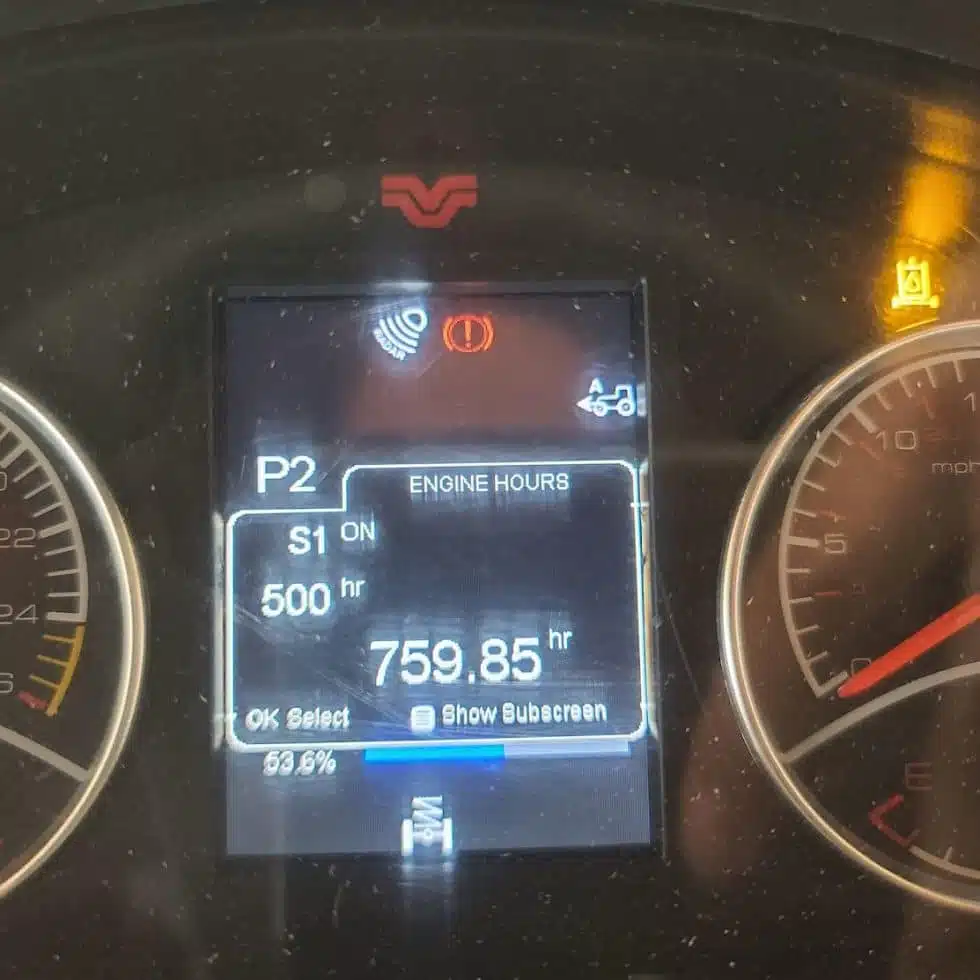 RADAR
A
P2
ENGINE HOURS
S1 ON
500 hr
759.85 hr
OK Select
Show Subscreen
53.6%
22
24
10
mph
5
0
E